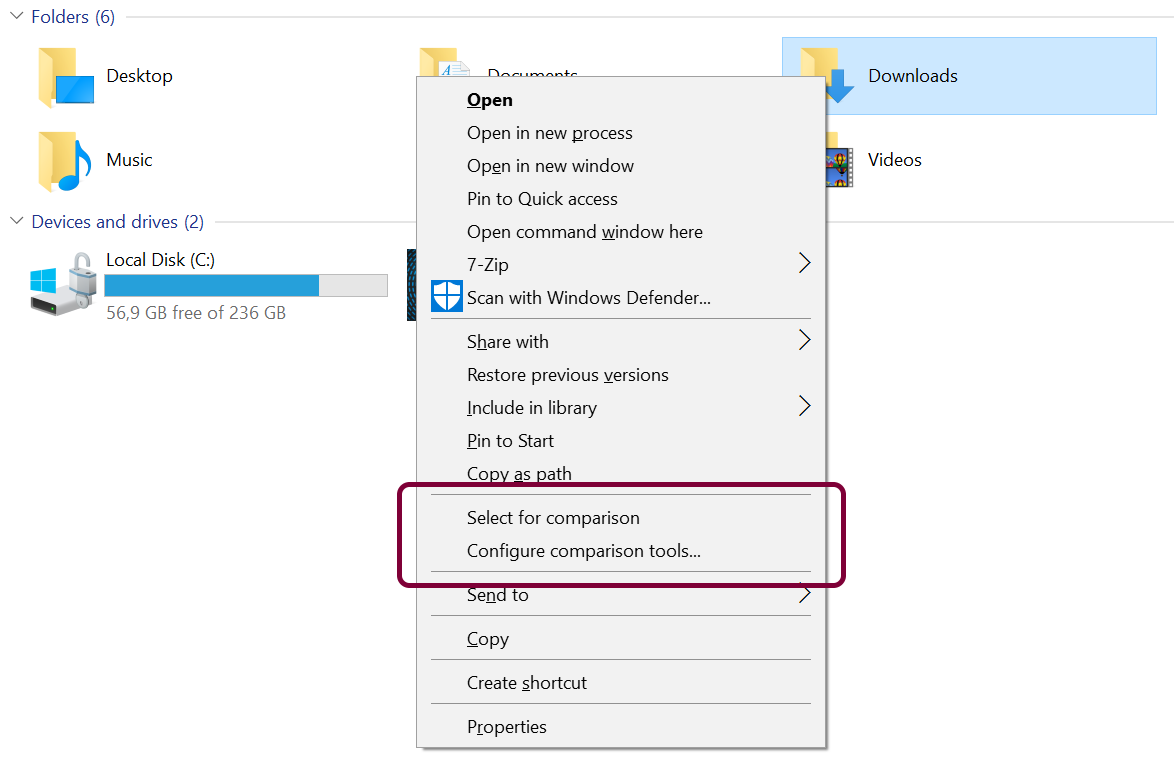 Folders (6)
Desktop
Documents
Downloads
Music
Videos
Devices and drives (2)
Local Disk (C:)
56,9 GB free of 236 GB
Open
Open in new process
Open in new window
Pin to Quick access
Open command window here
7-Zip
Scan with Windows Defender...
Share with
Restore previous versions
Include in library
Pin to Start
Copy as path
Select for comparison
Configure comparison tools...
Send to
Copy
Create shortcut
Properties